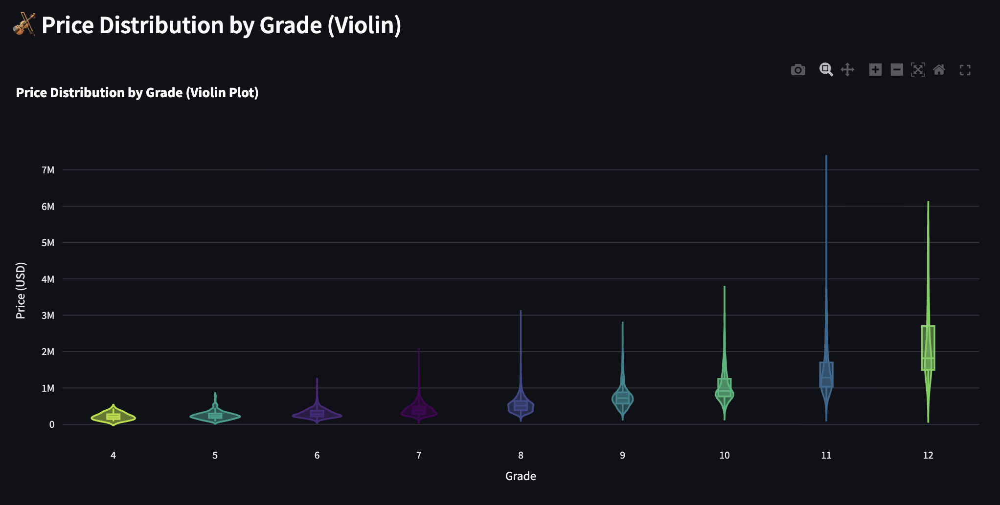 Price Distribution by Grade (Violin)
Price Distribution by Grade (Violin Plot)
7M
6M
5M
4M
3M
2M
1M
0
Price (USD)
4 5 6 7 8 9 10 11 12
Grade